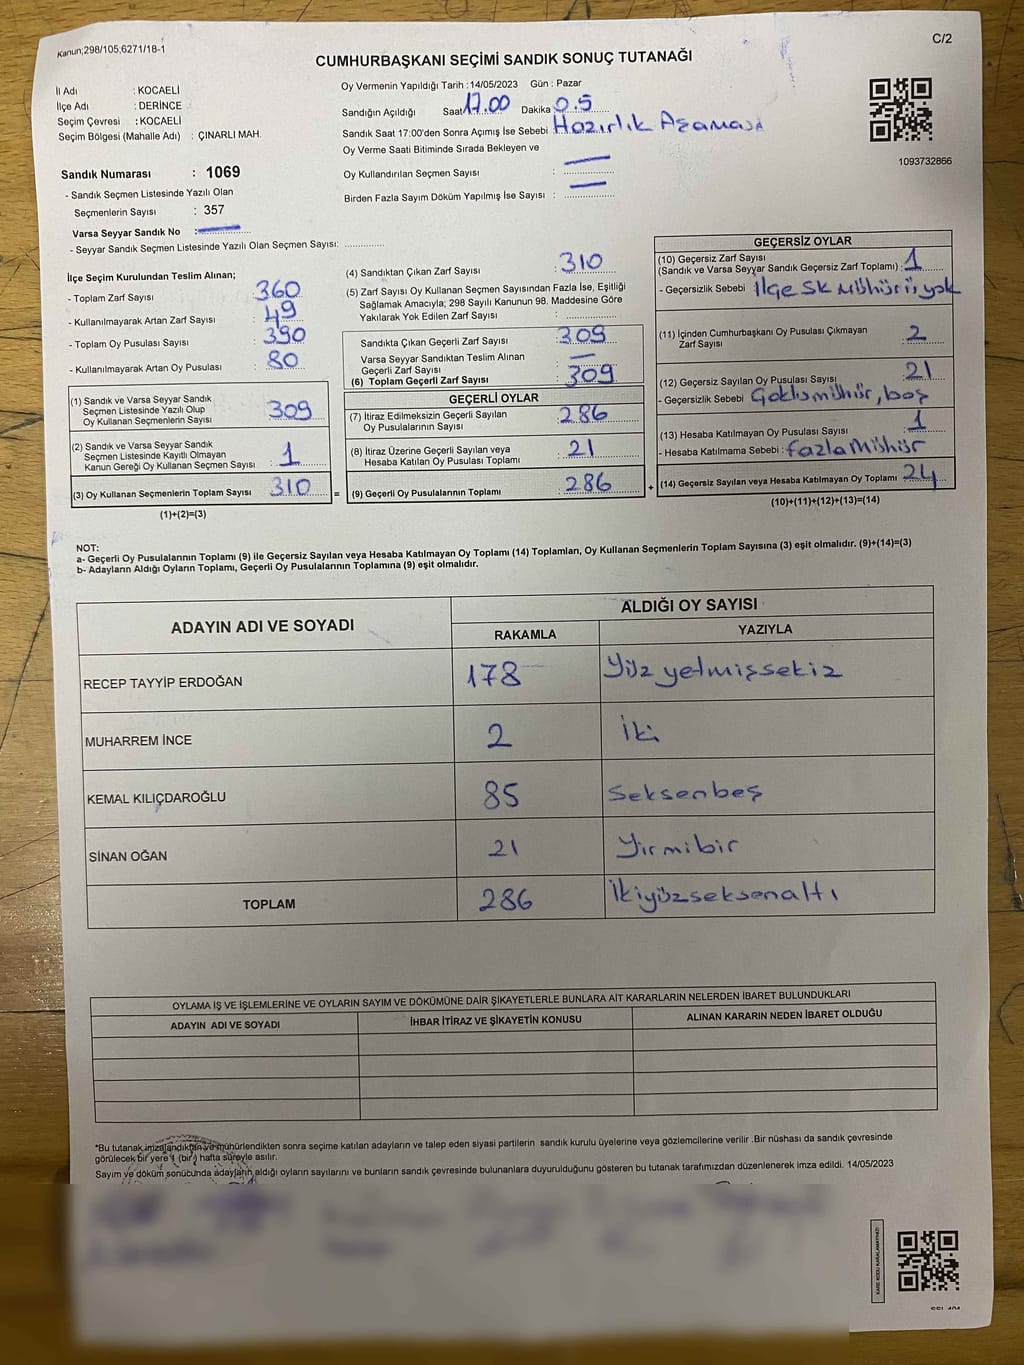 Kanun;298/105,6271/18-1
C/2
CUMHURBAŞKANI SEÇİMİ SANDIK SONUÇ TUTANAĞI
İl Adı : KOCAELİ
İlçe Adı : DERİNCE
Seçim Çevresi : KOCAELİ
Seçim Bölgesi (Mahalle Adı) : ÇINARLI MAH.
Oy Vermenin Yapıldığı Tarih : 14/05/2023 Gün : Pazar
Sandığın Açıldığı Saat 17.00 Dakika 0.5
Sandık Saat 17:00'den Sonra Açımış İse Sebebi : Hazırlık Aşaması
Oy Verme Saati Bitiminde Sırada Bekleyen ve
Oy Kullandırılan Seçmen Sayısı : —
Birden Fazla Sayım Döküm Yapılmış İse Sayısı : —
1093732866
Sandık Numarası : 1069
- Sandık Seçmen Listesinde Yazılı Olan
Seçmenlerin Sayısı : 357
Varsa Seyyar Sandık No : —
- Seyyar Sandık Seçmen Listesinde Yazılı Olan Seçmen Sayısı: ..............
İlçe Seçim Kurulundan Teslim Alınan;
- Toplam Zarf Sayısı : 360
- Kullanılmayarak Artan Zarf Sayısı : 49
- Toplam Oy Pusulası Sayısı : 390
- Kullanılmayarak Artan Oy Pusulası : 80
(1) Sandık ve Varsa Seyyar Sandık
Seçmen Listesinde Yazılı Olup
Oy Kullanan Seçmenlerin Sayısı : 309
(2) Sandık ve Varsa Seyyar Sandık
Seçmen Listesinde Kayıtlı Olmayan
Kanun Gereği Oy Kullanan Seçmen Sayısı : 1
(3) Oy Kullanan Seçmenlerin Toplam Sayısı : 310
(1)+(2)=(3)
(4) Sandıktan Çıkan Zarf Sayısı : 310
(5) Zarf Sayısı Oy Kullanan Seçmen Sayısından Fazla İse, Eşitliği
Sağlamak Amacıyla; 298 Sayılı Kanunun 98. Maddesine Göre
Yakılarak Yok Edilen Zarf Sayısı : ..............
Sandıkta Çıkan Geçerli Zarf Sayısı : 309
Varsa Seyyar Sandıktan Teslim Alınan
Geçerli Zarf Sayısı : —
(6) Toplam Geçerli Zarf Sayısı : 309
GEÇERLİ OYLAR
(7) İtiraz Edilmeksizin Geçerli Sayılan
Oy Pusulalarının Sayısı : 286
(8) İtiraz Üzerine Geçerli Sayılan veya
Hesaba Katılan Oy Pusulası Toplamı : 21
= (9) Geçerli Oy Pusulalarının Toplamı : 286
GEÇERSİZ OYLAR
(10) Geçersiz Zarf Sayısı
(Sandık ve Varsa Seyyar Sandık Geçersiz Zarf Toplamı) : 1
- Geçersizlik Sebebi : İlçe SK mühürü yok
(11) İçinden Cumhurbaşkanı Oy Pusulası Çıkmayan
Zarf Sayısı : 2
(12) Geçersiz Sayılan Oy Pusulası Sayısı : 21
- Geçersizlik Sebebi : mühür, boş
(13) Hesaba Katılmayan Oy Pusulası Sayısı : 1
- Hesaba Katılmama Sebebi : fazla Mühür
+ (14) Geçersiz Sayılan veya Hesaba Katılmayan Oy Toplamı : 24
(10)+(11)+(12)+(13)=(14)
NOT:
a- Geçerli Oy Pusulalarının Toplamı (9) ile Geçersiz Sayılan veya Hesaba Katılmayan Oy Toplamı (14) Toplamları, Oy Kullanan Seçmenlerin Toplam Sayısına (3) eşit olmalıdır. (9)+(14)=(3)
b- Adayların Aldığı Oyların Toplamı, Geçerli Oy Pusulalarının Toplamına (9) eşit olmalıdır.
ADAYIN ADI VE SOYADI
ALDIĞI OY SAYISI
RAKAMLA YAZIYLA
RECEP TAYYİP ERDOĞAN 178 Yüz yetmişsekiz
MUHARREM İNCE 2 İki
KEMAL KILIÇDAROĞLU 85 Seksenbeş
SİNAN OĞAN 21 Yirmibir
TOPLAM 286 İkiyüzseksenaltı
OYLAMA İŞ VE İŞLEMLERİNE VE OYLARIN SAYIM VE DÖKÜMÜNE DAİR ŞİKAYETLERLE BUNLARA AİT KARARLARIN NELERDEN İBARET BULUNDUKLARI
ADAYIN ADI VE SOYADI İHBAR İTİRAZ VE ŞİKAYETİN KONUSU ALINAN KARARIN NEDEN İBARET OLDUĞU
*Bu tutanak imzalandıktan ve mühürlendikten sonra seçime katılan adayların ve talep eden siyasi partilerin sandık kurulu üyelerine veya gözlemcilerine verilir .Bir nüshası da sandık çevresinde
görülecek bir yere 1 (bir) hafta süreyle asılır.
Sayım ve döküm sonucunda adayların aldığı oyların sayılarını ve bunların sandık çevresinde bulunanlara duyurulduğunu gösteren bu tutanak tarafımızdan düzenlenerek imza edildi. 14/05/2023
KARE KODU KARALAMAYINIZ!